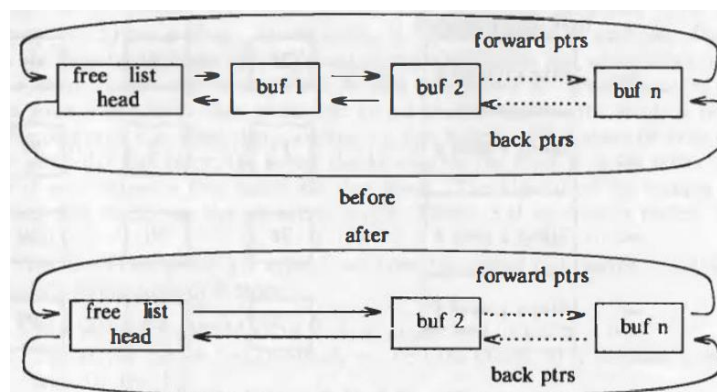 forward ptrs
free list
head
buf 1
buf 2
buf n
back ptrs
before
after
forward ptrs
free list
head
buf 2
buf n
back ptrs